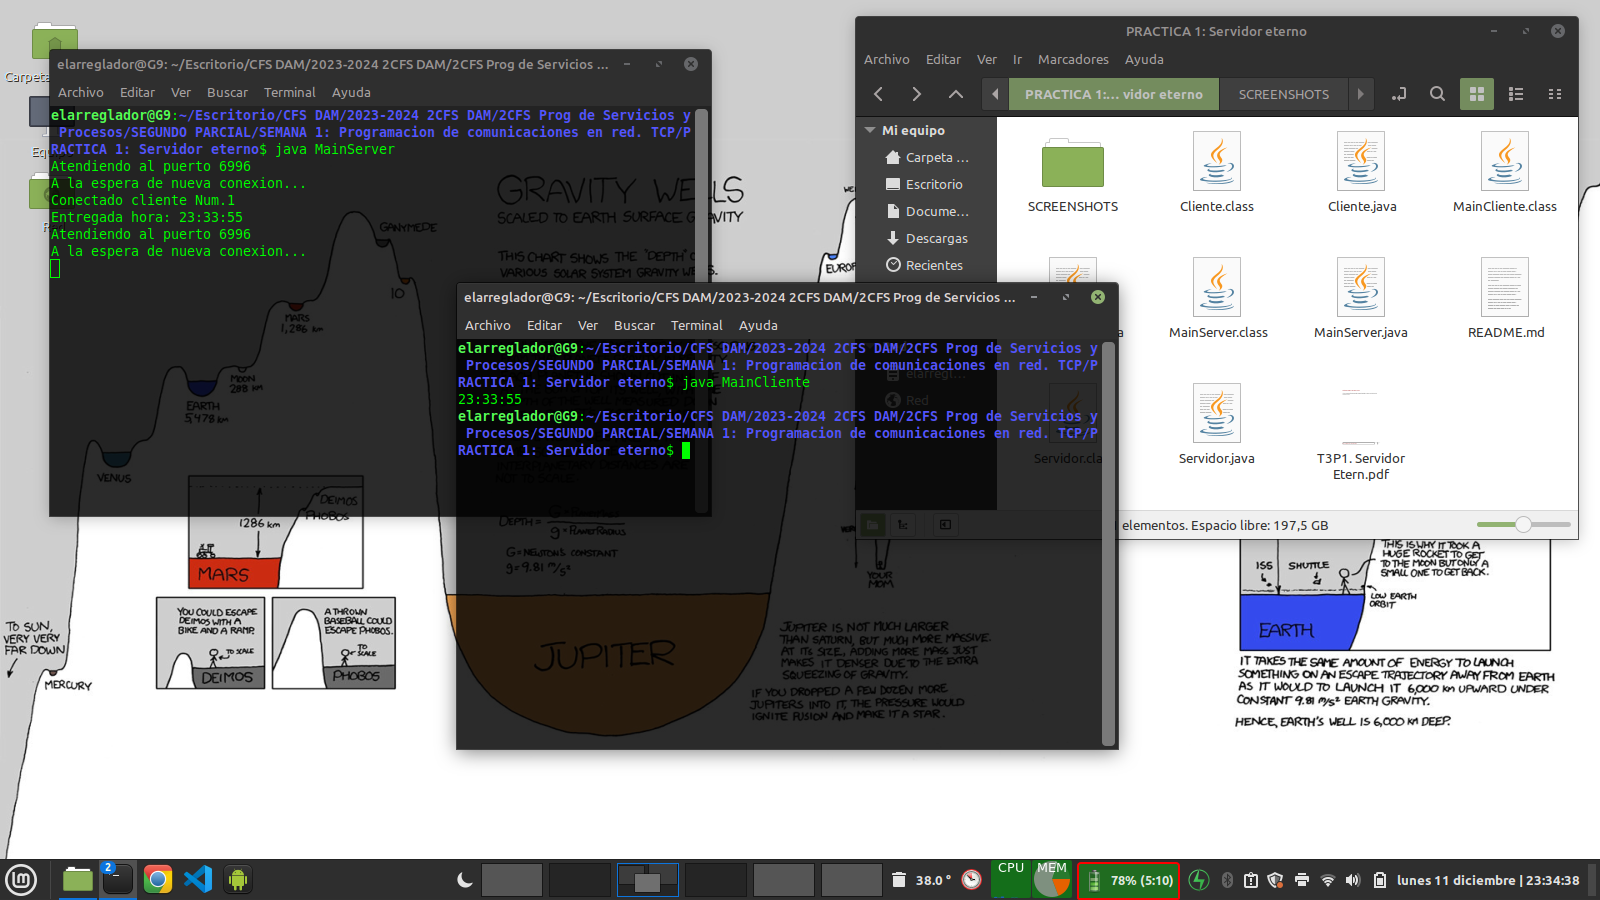 Carpeta
elarreglador@G9: ~/Escritorio/CFS DAM/2023-2024 2CFS DAM/2CFS Prog de Servicios ...
Archivo Editar Ver Buscar Terminal Ayuda
elarreglador@G9:~/Escritorio/CFS DAM/2023-2024 2CFS DAM/2CFS Prog de Servicios y
Procesos/SEGUNDO PARCIAL/SEMANA 1: Programacion de comunicaciones en red. TCP/P
RACTICA 1: Servidor eterno$ java MainServer
Atendiendo al puerto 6996
A la espera de nueva conexion...
Conectado cliente Num.1
Entregada hora: 23:33:55
Atendiendo al puerto 6996
A la espera de nueva conexion...
PRACTICA 1: Servidor eterno
Archivo Editar Ver Ir Marcadores Ayuda
PRACTICA 1:... vidor eterno SCREENSHOTS
Mi equipo
Carpeta ...
Escritorio
Docume...
Descargas
Recientes
elarregl...
Red
SCREENSHOTS Cliente.class Cliente.java MainCliente.class
MainServer.class MainServer.java README.md
Servidor.cla Servidor.java T3P1. Servidor
Etern.pdf
elementos. Espacio libre: 197,5 GB
elarreglador@G9: ~/Escritorio/CFS DAM/2023-2024 2CFS DAM/2CFS Prog de Servicios ...
Archivo Editar Ver Buscar Terminal Ayuda
elarreglador@G9:~/Escritorio/CFS DAM/2023-2024 2CFS DAM/2CFS Prog de Servicios y
Procesos/SEGUNDO PARCIAL/SEMANA 1: Programacion de comunicaciones en red. TCP/P
RACTICA 1: Servidor eterno$ java MainCliente
23:33:55
elarreglador@G9:~/Escritorio/CFS DAM/2023-2024 2CFS DAM/2CFS Prog de Servicios y
Procesos/SEGUNDO PARCIAL/SEMANA 1: Programacion de comunicaciones en red. TCP/P
RACTICA 1: Servidor eterno$
GRAVITY WELLS
SCALED TO EARTH SURFACE GRAVITY
THIS CHART SHOWS THE "DEPTH"
VARIOUS SOLAR SYSTEM GRAVITY WELLS.
GANYMEDE
IO
EUROP
MARS
1,286 km
MOON
288 km
EARTH
5,478 km
VENUS
DEIMOS
PHOBOS
1286 km
MARS
NOT TO SCALE
DEPTH =
g × PLANET RADIUS
G = NEWTON'S CONSTANT
g = 9.81 m/s²
YOUR
MOM
YOU COULD ESCAPE
DEIMOS WITH A
BIKE AND A RAMP.
TO SCALE
DEIMOS
A THROWN
BASEBALL COULD
ESCAPE PHOBOS.
TO
SCALE
PHOBOS
TO SUN,
VERY VERY
FAR DOWN
MERCURY
JUPITER
JUPITER IS NOT MUCH LARGER
THAN SATURN, BUT MUCH MORE MASSIVE.
AT ITS SIZE, ADDING MORE MASS JUST
MAKES IT DENSER DUE TO THE EXTRA
SQUEEZING OF GRAVITY.
IF YOU DROPPED A FEW DOZEN MORE
JUPITERS INTO IT, THE PRESSURE WOULD
IGNITE FUSION AND MAKE IT A STAR.
THIS IS WHY IT TOOK A
HUGE ROCKET TO GET
TO THE MOON BUT ONLY A
SMALL ONE TO GET BACK.
ISS SHUTTLE
LOW EARTH
ORBIT
EARTH
IT TAKES THE SAME AMOUNT OF ENERGY TO LAUNCH
SOMETHING ON AN ESCAPE TRAJECTORY AWAY FROM EARTH
AS IT WOULD TO LAUNCH IT 6,000 km UPWARD UNDER
CONSTANT 9.81 m/s² EARTH GRAVITY.
HENCE, EARTH'S WELL IS 6,000 km DEEP.
2
38.0 °
CPU MEM
78% (5:10)
lunes 11 diciembre | 23:34:38